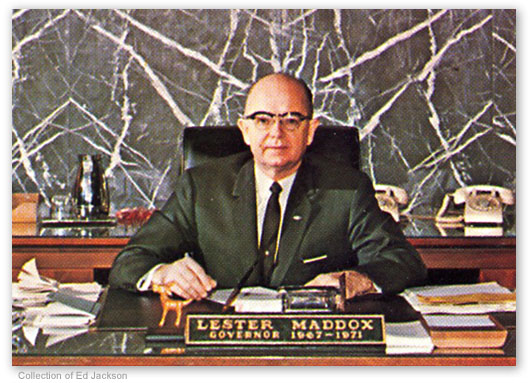 LESTER MADDOX
GOVERNOR 1967-1971
Collection of Ed Jackson